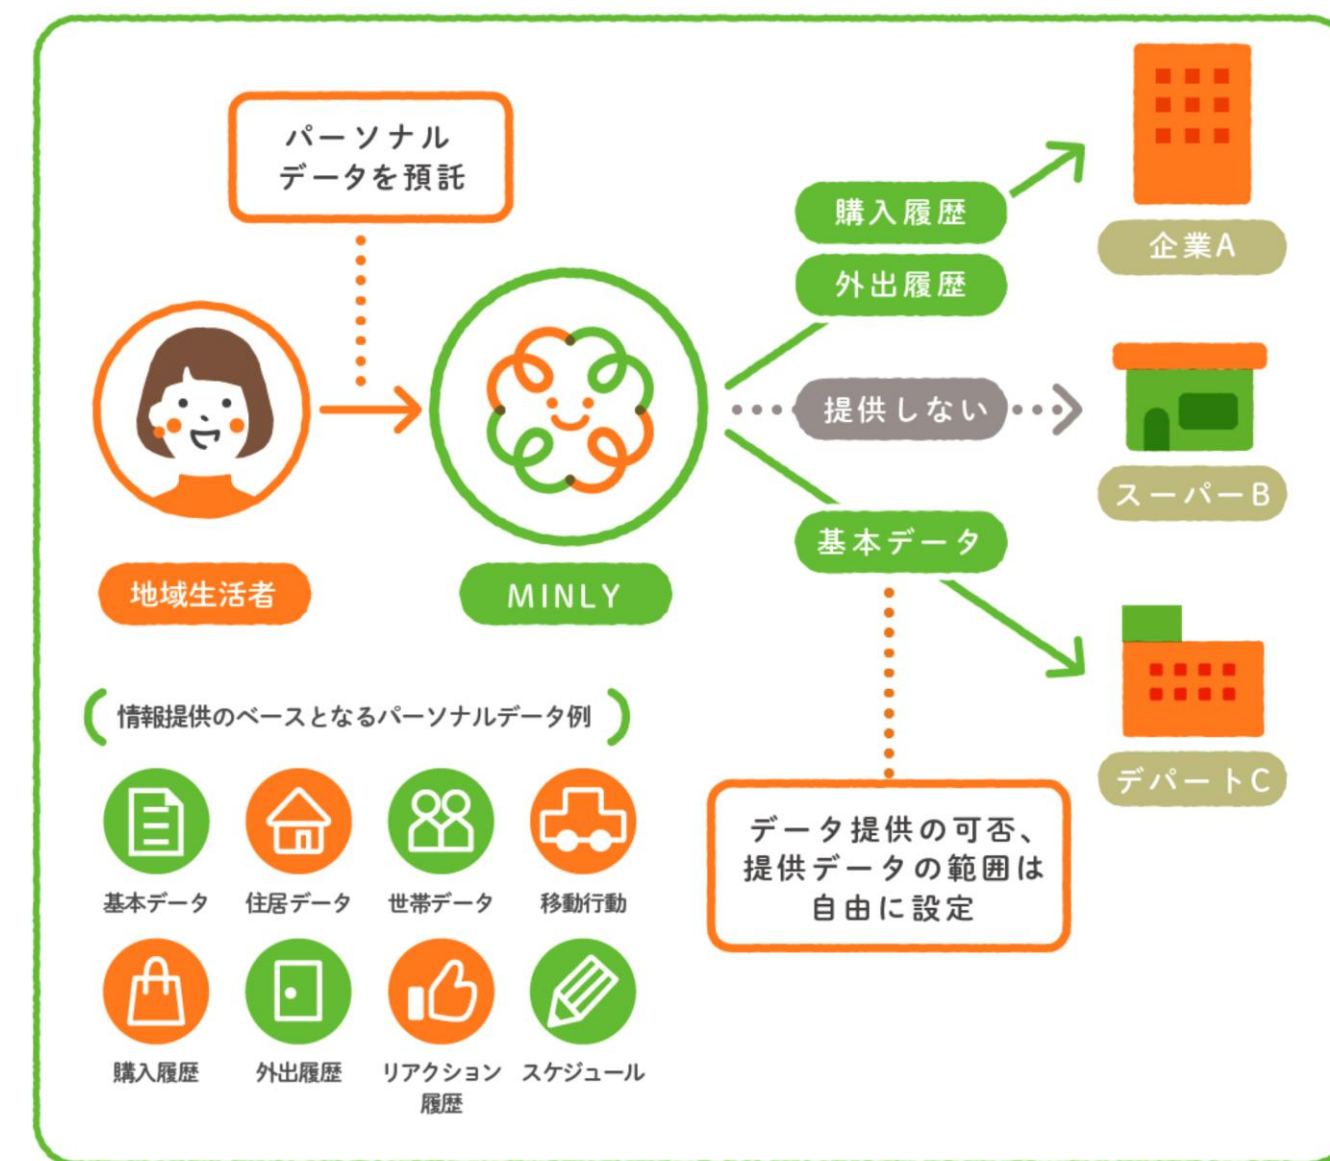 パーソナル
データを預託
購入履歴
外出履歴
企業A
提供しない
スーパーB
基本データ
地域生活者
MINLY
デパートC
データ提供の可否、
提供データの範囲は
自由に設定
情報提供のベースとなるパーソナルデータ例
基本データ
住居データ
世帯データ
移動行動
購入履歴
外出履歴
リアクション
履歴
スケジュール